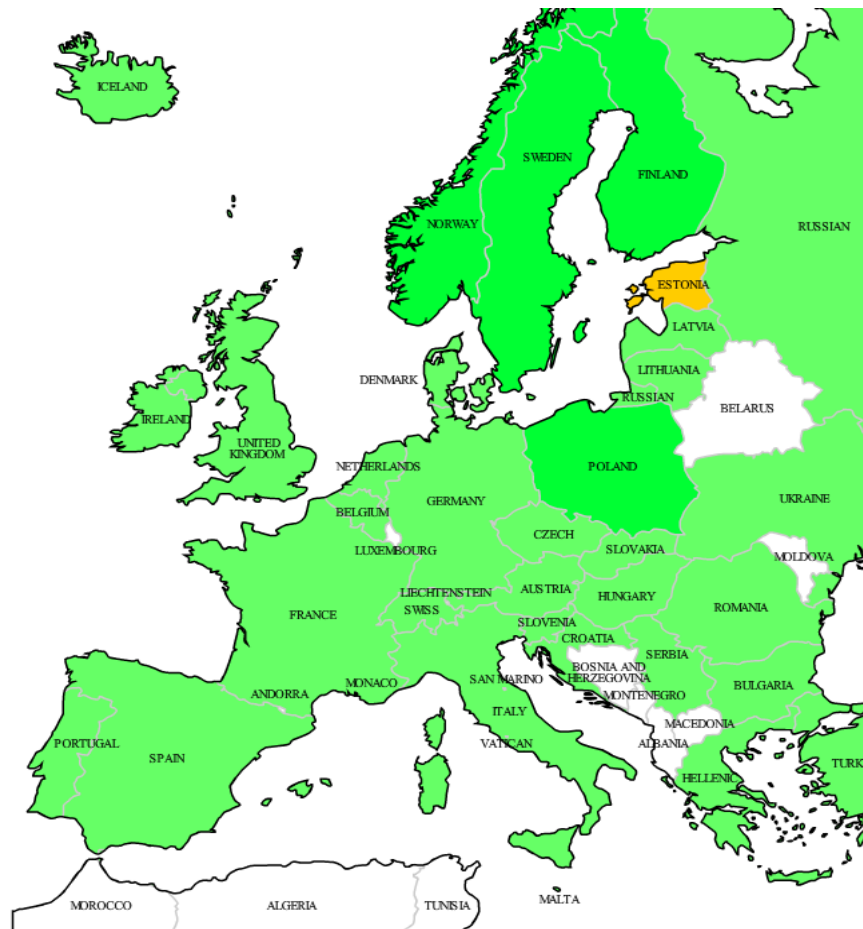 ICELAND
SWEDEN
FINLAND
NORWAY
RUSSIAN
ESTONIA
LATVIA
DENMARK
LITHUANIA
RUSSIAN
BELARUS
IRELAND
UNITED
KINGDOM
NETHERLANDS
POLAND
GERMANY
UKRAINE
BELGIUM
CZECH
LUXEMBOURG
SLOVAKIA
MOLDOVA
LIECHTENSTEIN
AUSTRIA
HUNGARY
SWISS
FRANCE
ROMANIA
SLOVENIA
CROATIA
SERBIA
BOSNIA AND
HERZEGOVINA
MONACO
SAN MARINO
BULGARIA
ANDORRA
MONTENEGRO
ITALY
MACEDONIA
PORTUGAL
VATICAN
ALBANIA
SPAIN
TURK
HELLENIC
MALTA
MOROCCO
ALGERIA
TUNISIA